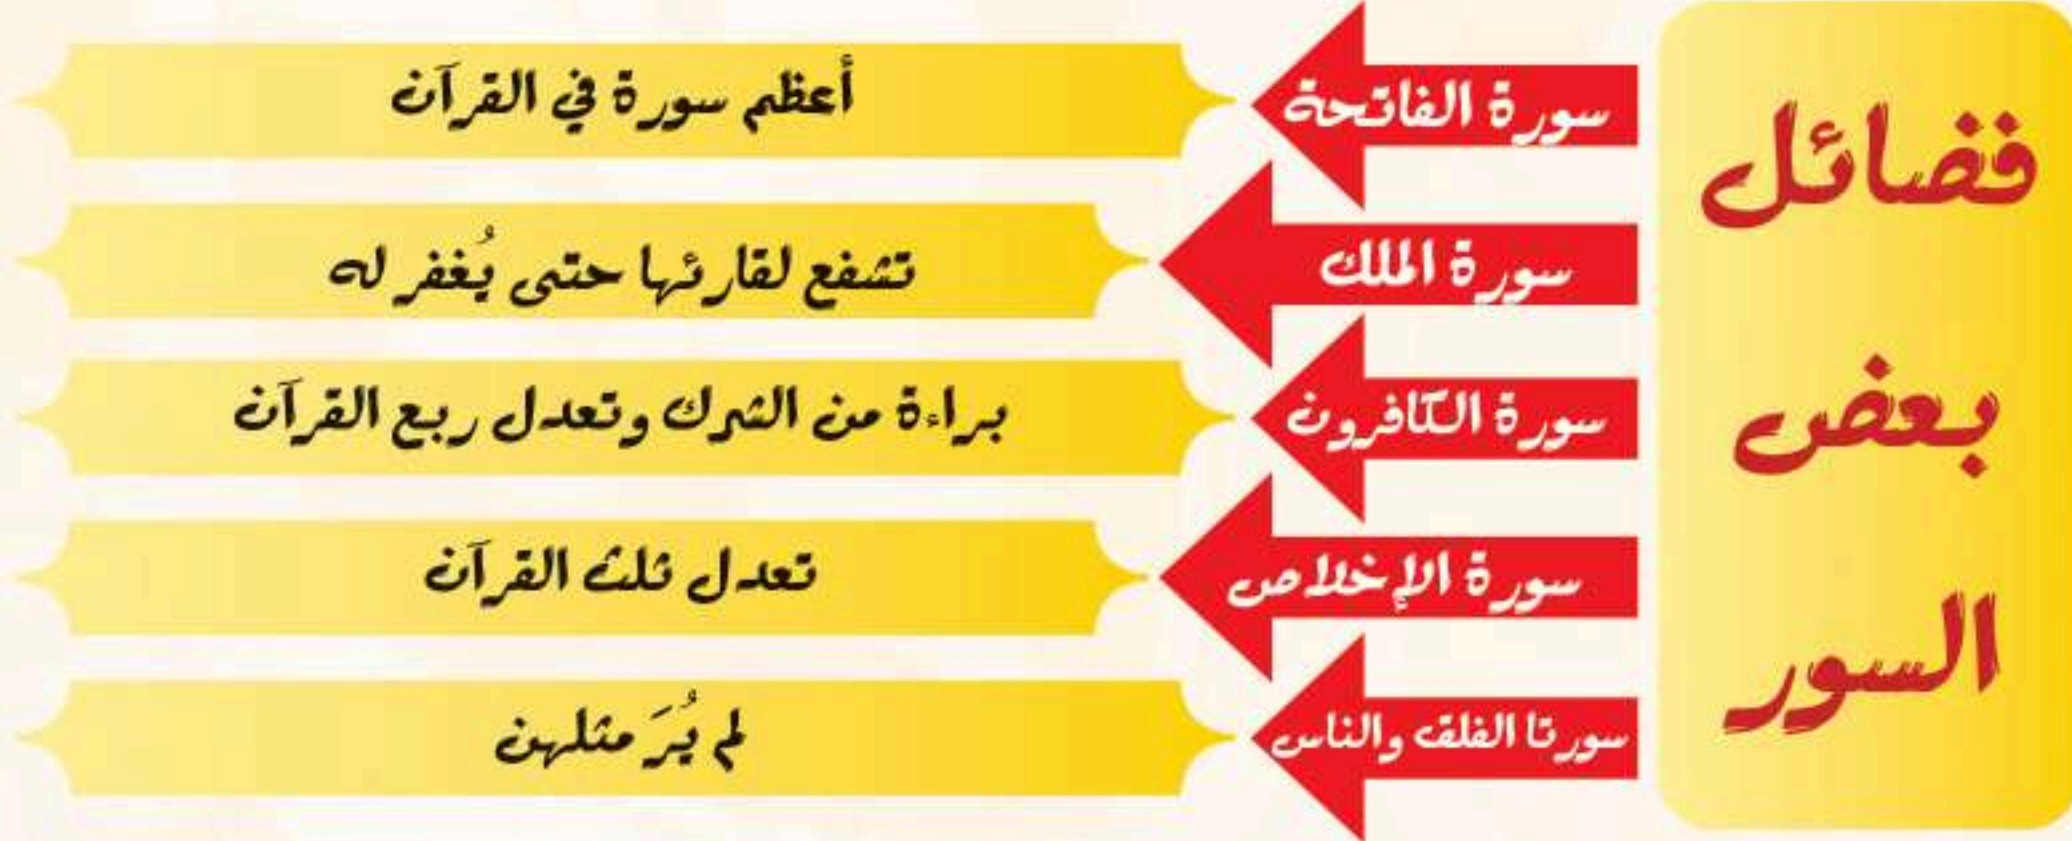 فضائل
بعض
السور
سورة الفاتحة
أعظم سورة في القرآن
سورة الملك
تشفع لقارئها حتى يُغفر له
سورة الكافرون
براءة من الشرك وتعدل ربع القرآن
سورة الإخلاص
تعدل ثلث القرآن
سورتا الفلق والناس
لم يُرَ مثلهن